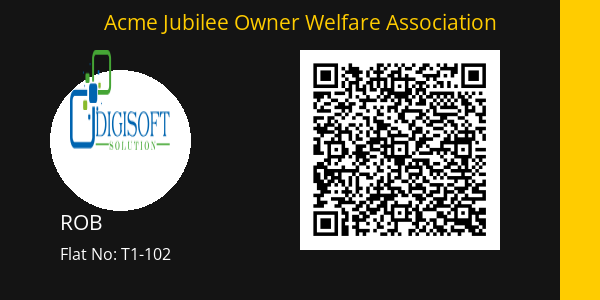 Acme Jubilee Owner Welfare Association
DIGISOFT
SOLUTION
ROB
Flat No: T1-102